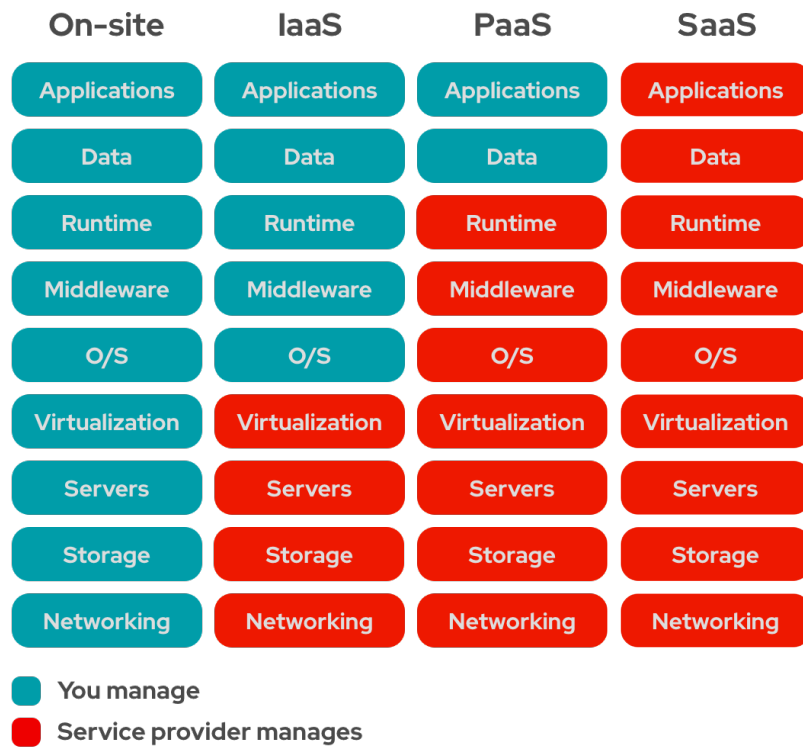 On-site IaaS PaaS SaaS
Applications Applications Applications Applications
Data Data Data Data
Runtime Runtime Runtime Runtime
Middleware Middleware Middleware Middleware
O/S O/S O/S O/S
Virtualization Virtualization Virtualization Virtualization
Servers Servers Servers Servers
Storage Storage Storage Storage
Networking Networking Networking Networking
You manage
Service provider manages